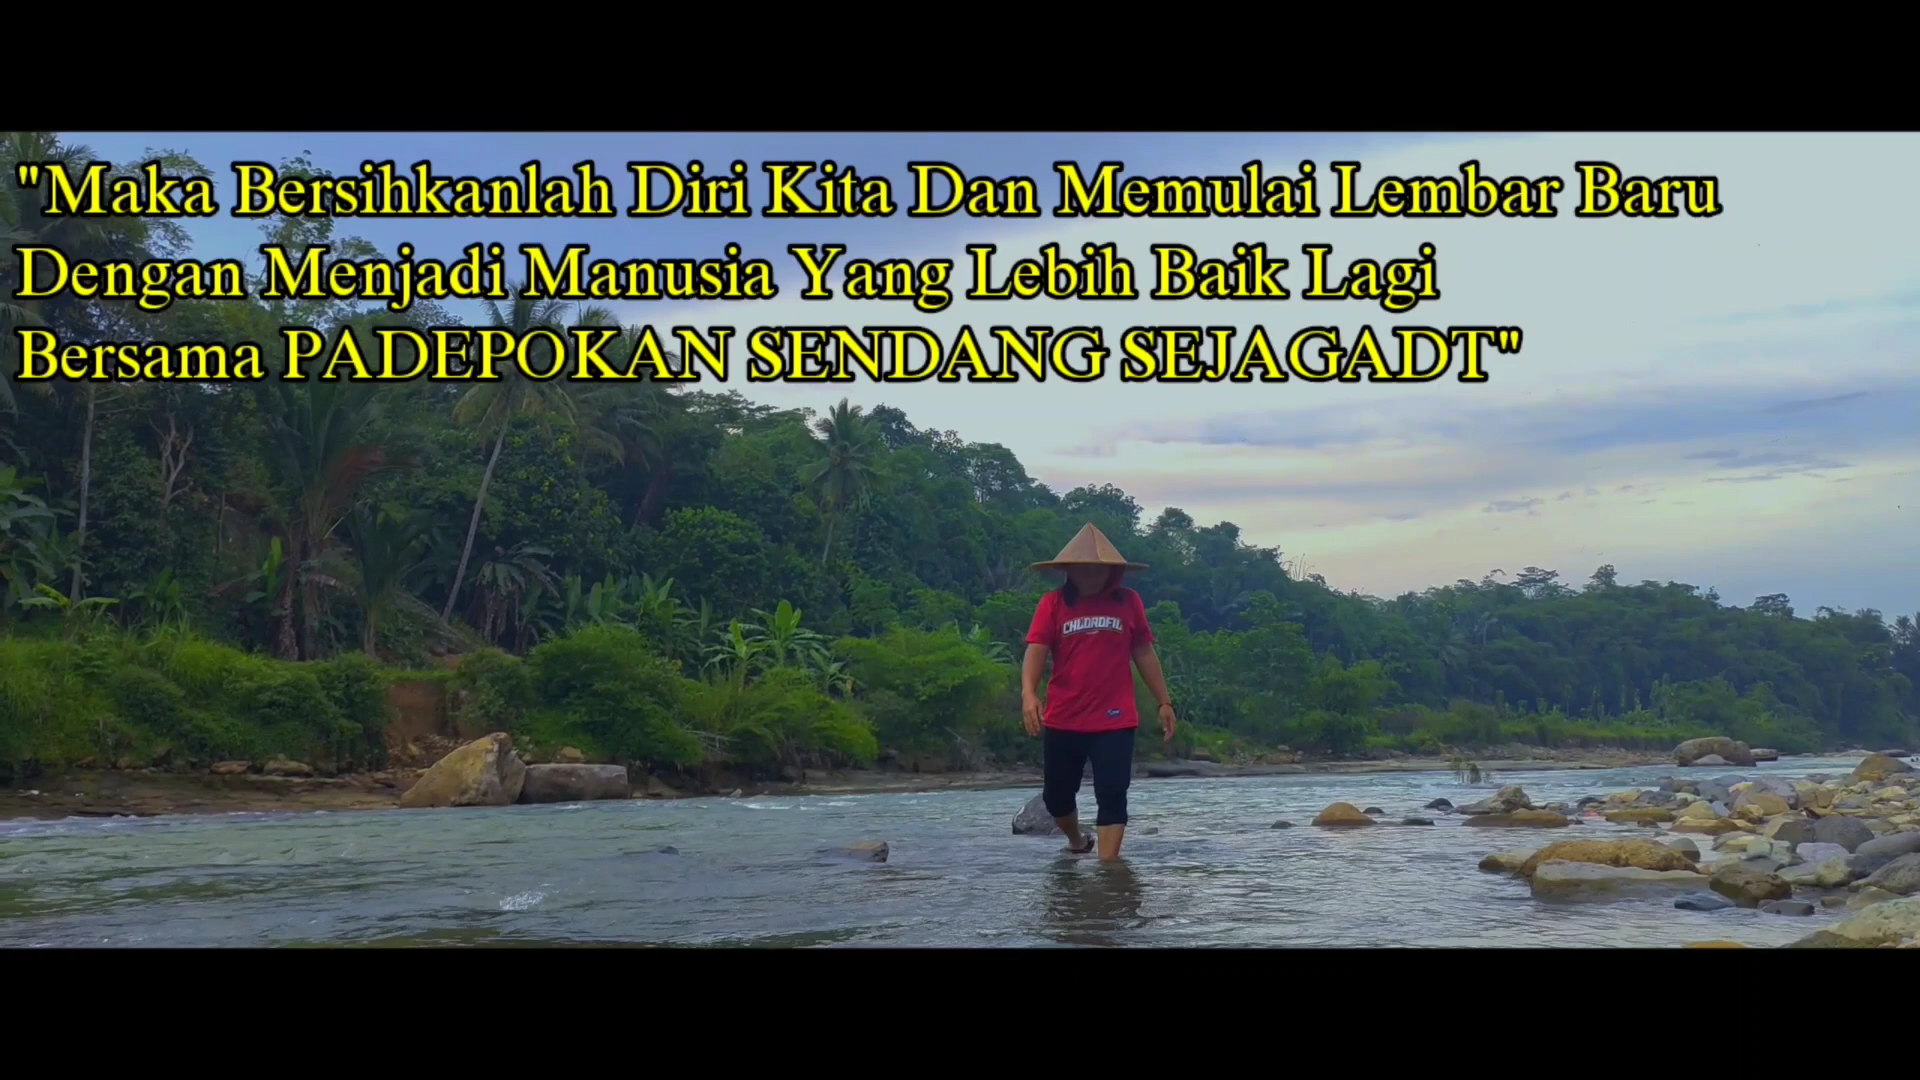 "Maka Bersihkanlah Diri Kita Dan Memulai Lembar Baru
Dengan Menjadi Manusia Yang Lebih Baik Lagi
Bersama PADEPOKAN SENDANG SEJAGADT"
CHLOROFIL